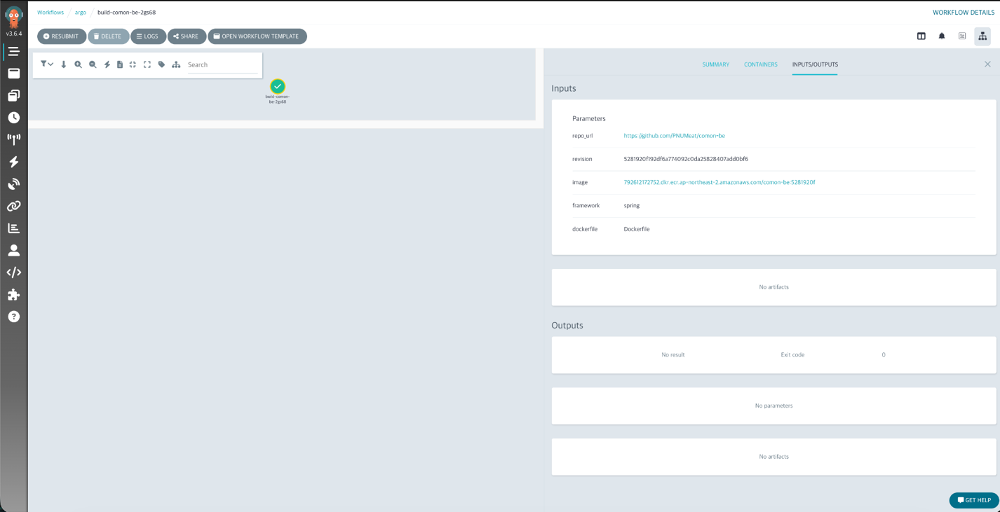 Workflows / argo / build-comon-be-2gs68
WORKFLOW DETAILS
v3.6.4
RESUBMIT DELETE LOGS SHARE OPEN WORKFLOW TEMPLATE
Search
build-comon-
be-2gs68
SUMMARY CONTAINERS INPUTS/OUTPUTS
Inputs
Parameters
repo_url https://github.com/PNUMeat/comon-be
revision 5281920f192df6a774092c0da25828407add0bf6
image 792612172752.dkr.ecr.ap-northeast-2.amazonaws.com/comon-be:5281920f
framework spring
dockerfile Dockerfile
No artifacts
Outputs
No result Exit code 0
No parameters
No artifacts
GET HELP